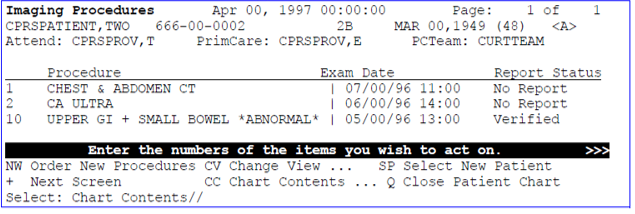 Imaging Procedures Apr 00, 1997 00:00:00 Page: 1 of 1
CPRSPATIENT,TWO 666-00-0002 2B MAR 00,1949 (48) <A>
Attend: CPRSPROV,T PrimCare: CPRSPROV,E PCTeam: CURTTEAM
Procedure Exam Date Report Status
1 CHEST & ABDOMEN CT | 07/00/96 11:00 No Report
2 CA ULTRA | 06/00/96 14:00 No Report
10 UPPER GI + SMALL BOWEL *ABNORMAL* | 05/00/96 13:00 Verified
Enter the numbers of the items you wish to act on. >>>
NW Order New Procedures CV Change View ... SP Select New Patient
+ Next Screen CC Chart Contents ... Q Close Patient Chart
Select: Chart Contents//